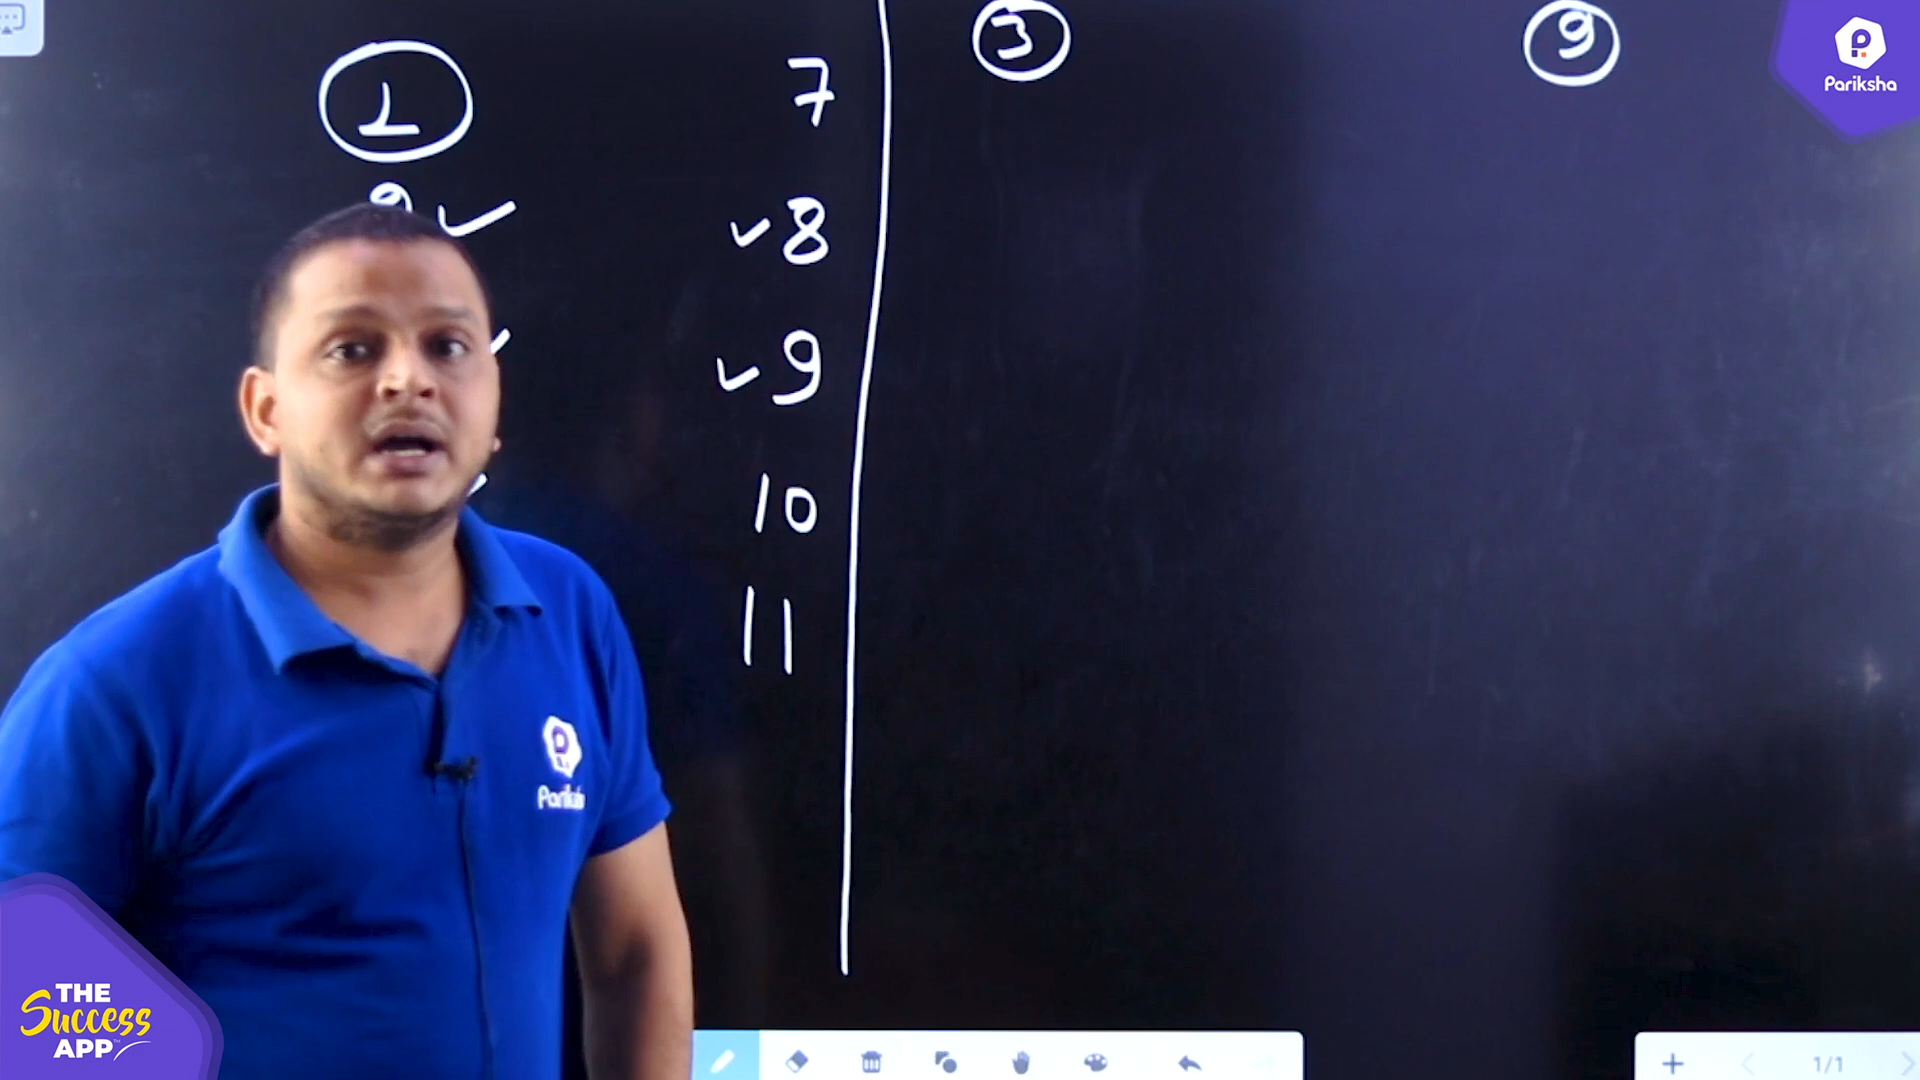 1 7
✓
✓ 8
✓ 9
10
11
3 9
Pariksha
Pariksha
THE
Success
APP
1/1